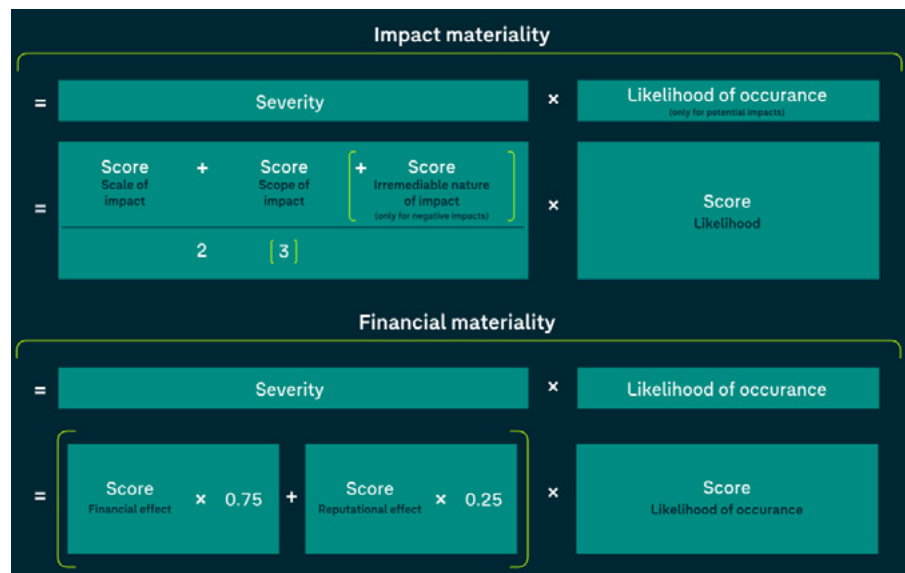 Impact materiality
= Severity × Likelihood of occurance
(only for potential impacts)
Score + Score + Score
Scale of impact Scope of impact Irremediable nature of impact
(only for negative impacts)
= × Score
Likelihood
2 [3]
Financial materiality
= Severity × Likelihood of occurance
= Score × 0.75 + Score × 0.25 × Score
Financial effect Reputational effect Likelihood of occurance